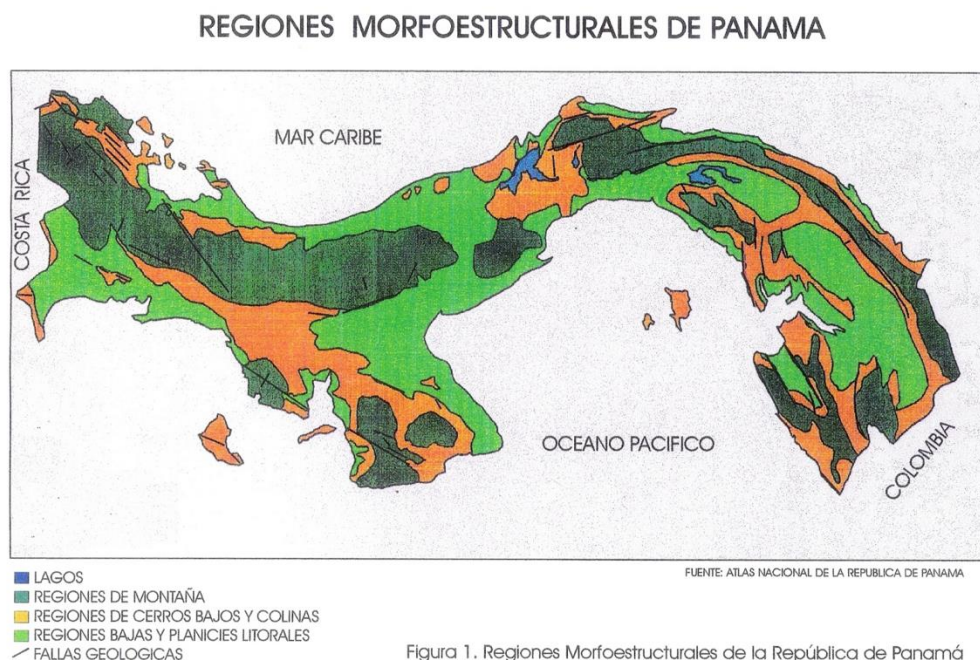 REGIONES MORFOESTRUCTURALES DE PANAMA
MAR CARIBE
COSTA RICA
OCEANO PACIFICO
COLOMBIA
FUENTE: ATLAS NACIONAL DE LA REPUBLICA DE PANAMA
LAGOS
REGIONES DE MONTAÑA
REGIONES DE CERROS BAJOS Y COLINAS
REGIONES BAJAS Y PLANICIES LITORALES
FALLAS GEOLOGICAS
Figura 1. Regiones Morfoestructurales de la República de Panamá